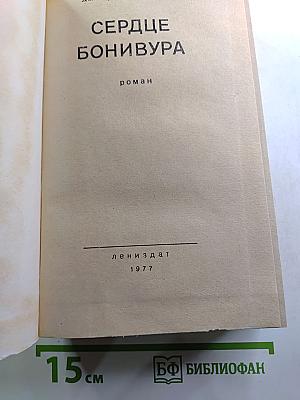 СЕРДЦЕ
БОНИВУРА
роман
лениздат
1977
15 см
БФ БИБЛИОФАН